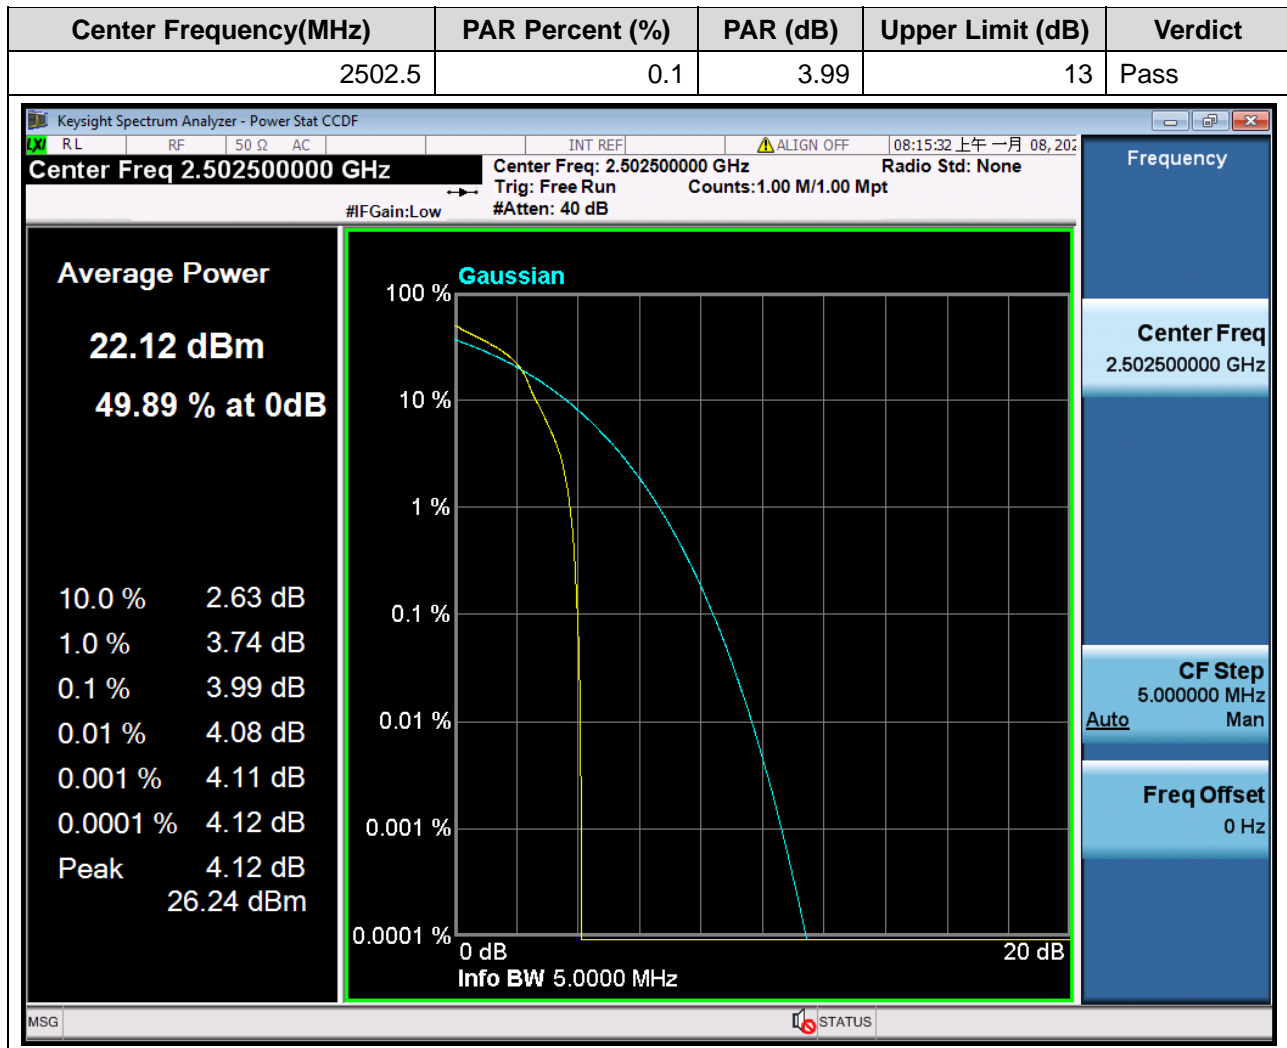 Center Frequency(MHz) PAR Percent (%) PAR (dB) Upper Limit (dB) Verdict
2502.5 0.1 3.99 13 Pass
Keysight Spectrum Analyzer - Power Stat CCDF
LXI RL RF 50 Ω AC INT REF ALIGN OFF 08:15:32 上午 一月 08, 202
Center Freq 2.502500000 GHz
Center Freq: 2.502500000 GHz Radio Std: None
Trig: Free Run Counts:1.00 M/1.00 Mpt
#IFGain:Low #Atten: 40 dB
Average Power
22.12 dBm
49.89 % at 0dB
10.0 % 2.63 dB
1.0 % 3.74 dB
0.1 % 3.99 dB
0.01 % 4.08 dB
0.001 % 4.11 dB
0.0001 % 4.12 dB
Peak 4.12 dB
26.24 dBm
Gaussian
100 %
10 %
1 %
0.1 %
0.01 %
0.001 %
0.0001 %
0 dB 20 dB
Info BW 5.0000 MHz
Frequency
Center Freq
2.502500000 GHz
CF Step
5.000000 MHz
Auto Man
Freq Offset
0 Hz
MSG STATUS